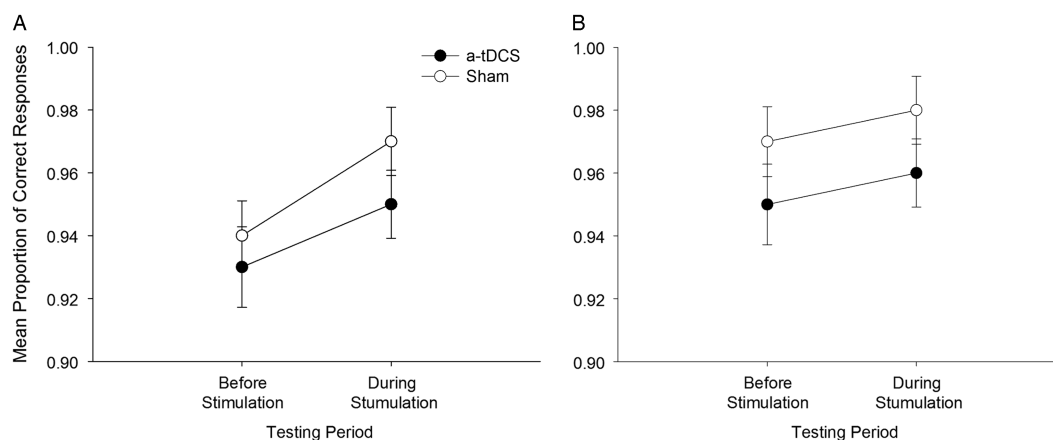 A
Mean Proportion of Correct Responses
1.00
0.98
0.96
0.94
0.92
0.90
a-tDCS
Sham
Before
Stimulation
During
Stumulation
Testing Period
B
1.00
0.98
0.96
0.94
0.92
0.90
Before
Stimulation
During
Stumulation
Testing Period